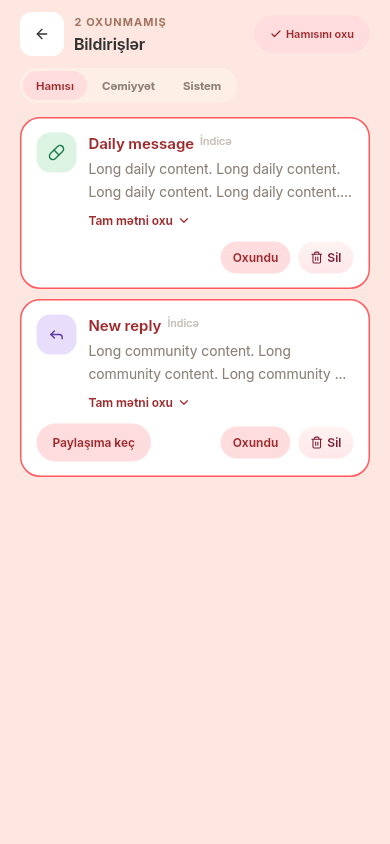 2 OXUNMAMIŞ
Bildirişlər
Hamısını oxu
Hamısı
Cəmiyyət
Sistem
Daily message İndicə
Long daily content. Long daily content.
Long daily content. Long daily content....
Tam mətni oxu
Oxundu
Sil
New reply İndicə
Long community content. Long
community content. Long community ...
Tam mətni oxu
Paylaşıma keç
Oxundu
Sil